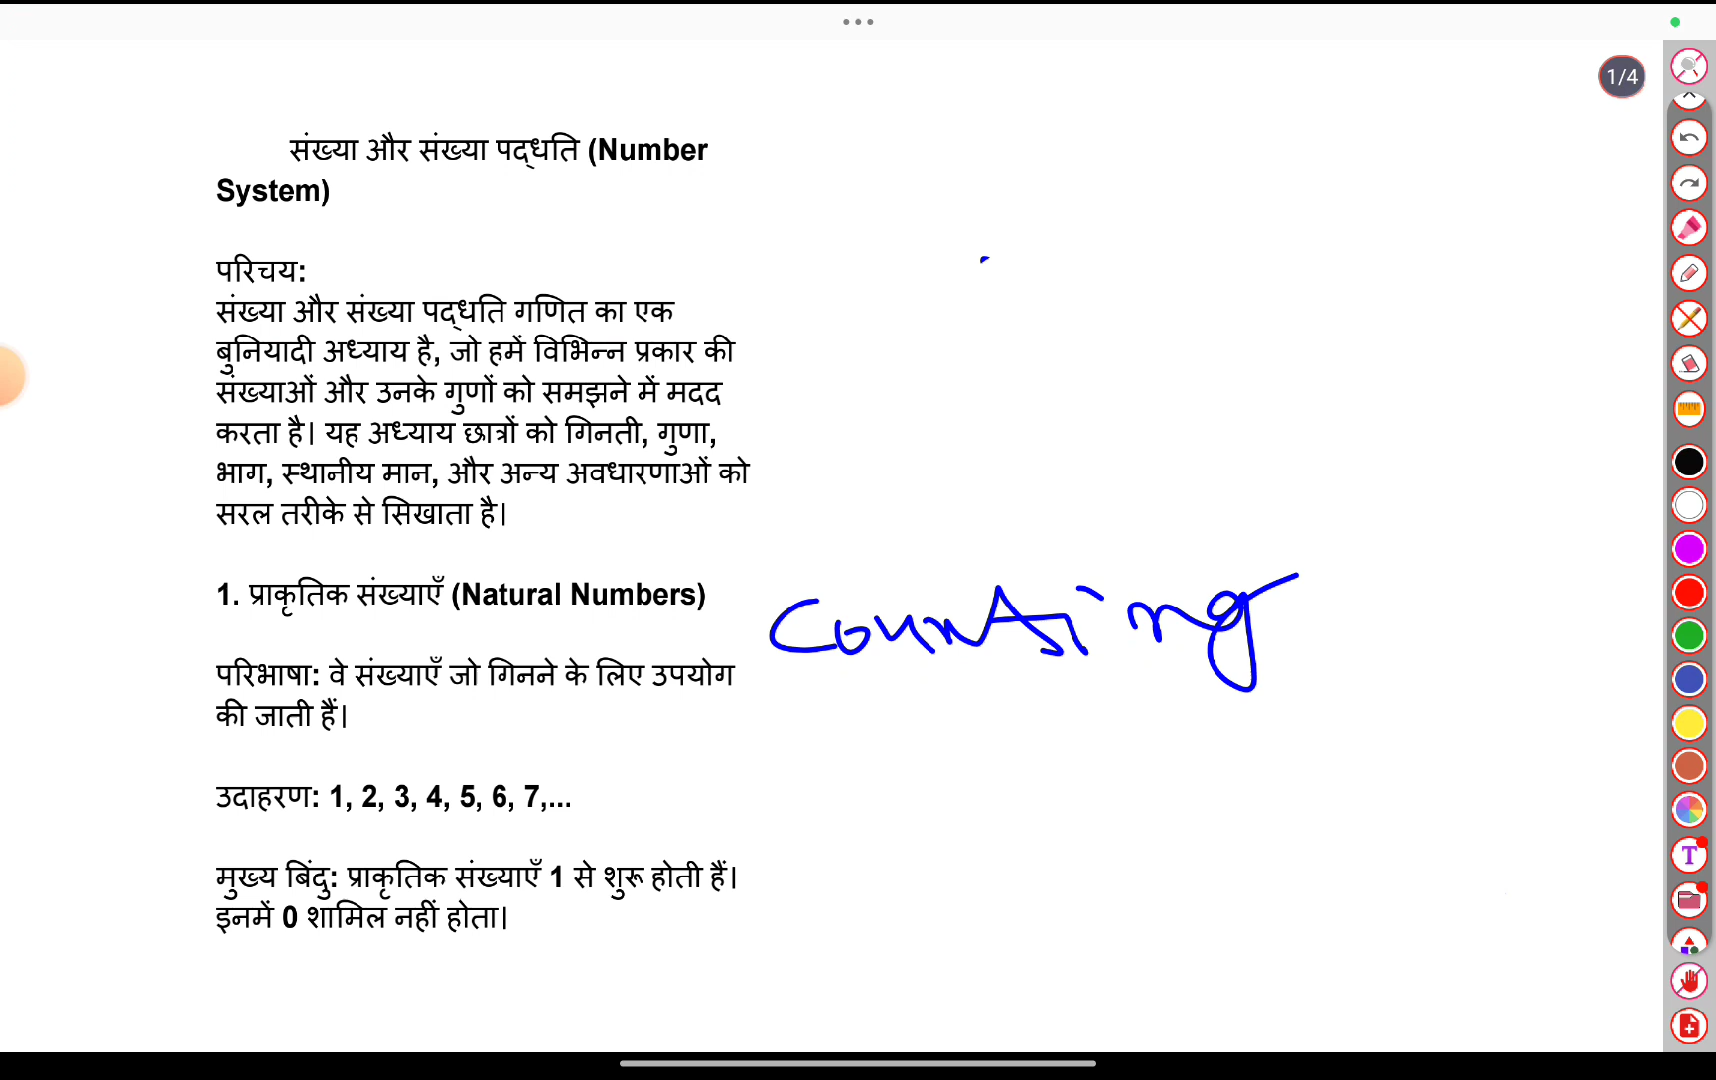 1/4
संख्या और संख्या पद्धति (Number
System)
परिचय:
संख्या और संख्या पद्धति गणित का एक
बुनियादी अध्याय है, जो हमें विभिन्न प्रकार की
संख्याओं और उनके गुणों को समझने में मदद
करता है। यह अध्याय छात्रों को गिनती, गुणा,
भाग, स्थानीय मान, और अन्य अवधारणाओं को
सरल तरीके से सिखाता है।
1. प्राकृतिक संख्याएँ (Natural Numbers)
Counting
परिभाषा: वे संख्याएँ जो गिनने के लिए उपयोग
की जाती हैं।
उदाहरण: 1, 2, 3, 4, 5, 6, 7,...
मुख्य बिंदु: प्राकृतिक संख्याएँ 1 से शुरू होती हैं।
इनमें 0 शामिल नहीं होता।
T